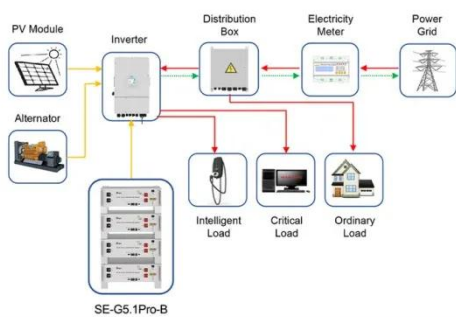 PV Module
Inverter
Distribution
Box
Electricity
Meter
Power
Grid
Alternator
Intelligent
Load
Critical
Load
Ordinary
Load
SE-G5.1Pro-B